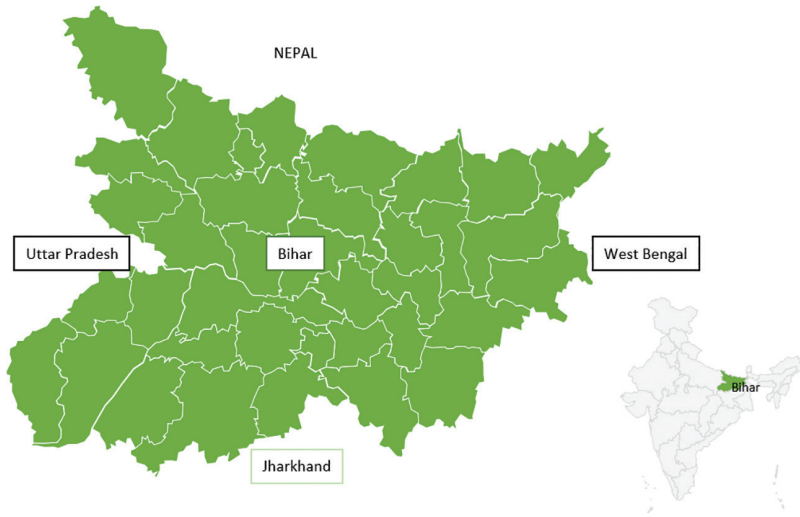 NEPAL
Uttar Pradesh
Bihar
West Bengal
Bihar
Jharkhand